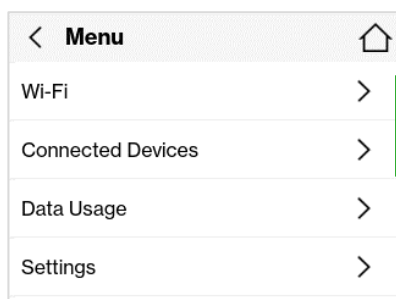 Menu
Wi-Fi
Connected Devices
Data Usage
Settings